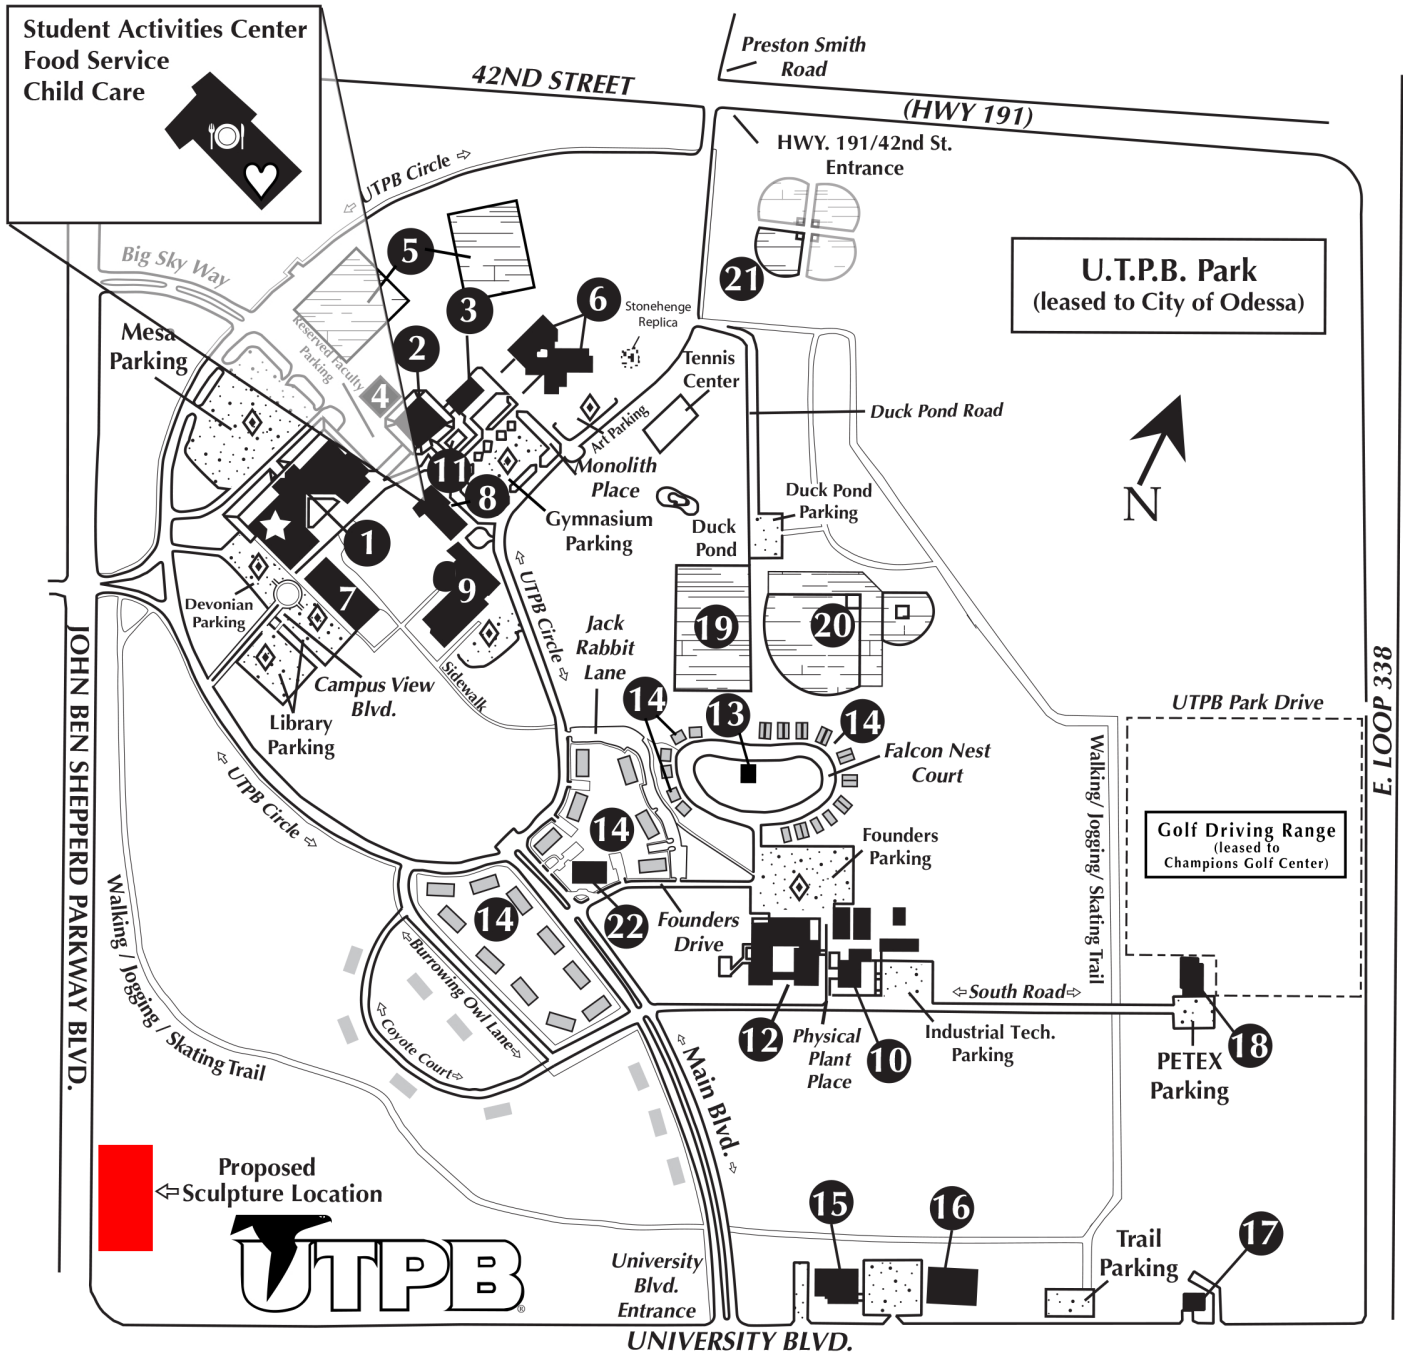 Student Activities Center
Food Service
Child Care
42ND STREET
Preston Smith
Road
(HWY 191)
HWY. 191/42nd St.
Entrance
UTPB Circle
Big Sky Way
5
3
6
21
U.T.P.B. Park
(leased to City of Odessa)
Stonehenge
Replica
Mesa
Parking
Reserved Faculty
Parking
2
4
Tennis
Center
Duck Pond Road
Art Parking
11
8
Monolith
Place
Gymnasium
Parking
Duck Pond
Parking
Duck
Pond
N
1
7
9
Devonian
Parking
UTPB Circle
19
20
Jack
Rabbit
Lane
JOHN BEN SHEPPERD PARKWAY BLVD.
E. LOOP 338
Sidewalk
Campus View
Blvd.
Library
Parking
14
13
14
Falcon Nest
Court
UTPB Park Drive
UTPB Circle
14
Walking/ Jogging/ Skating Trail
Golf Driving Range
(leased to
Champions Golf Center)
Founders
Parking
Walking / Jogging / Skating Trail
14
22
Founders
Drive
Burrowing Owl Lane
Coyote Court
South Road
12
Physical
Plant
Place
10
Industrial Tech.
Parking
18
PETEX
Parking
Main Blvd.
Proposed
Sculpture Location
UTPB
®
15
16
17
Trail
Parking
University
Blvd.
Entrance
UNIVERSITY BLVD.